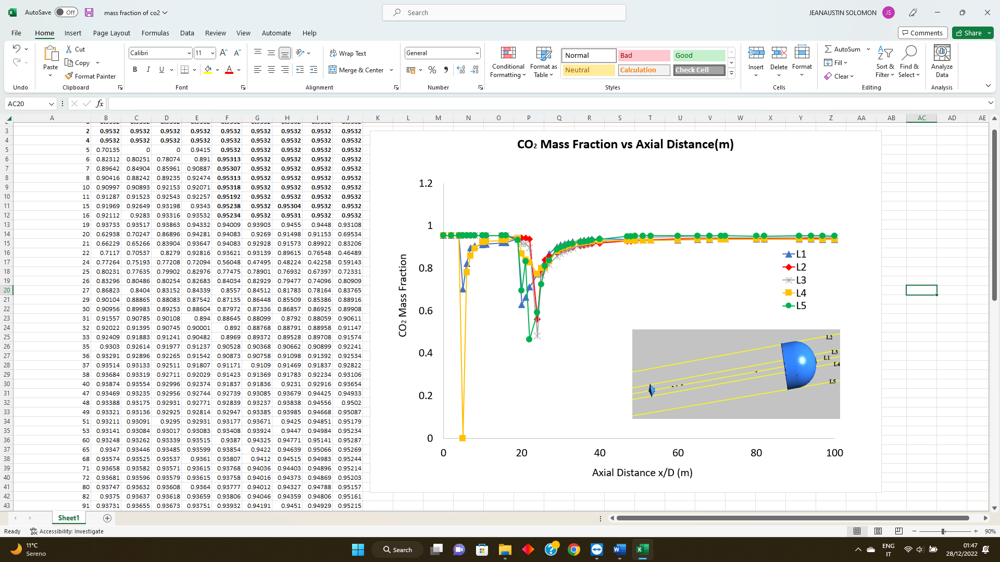 AutoSave Off mass fraction of co2 Search JEANAUSTIN SOLOMON JS
File Home Insert Page Layout Formulas Data Review View Automate Help Comments Share
Paste Cut Copy Format Painter
Calibri 11
Wrap Text Merge & Center
General
Conditional Formatting Format as Table
Normal Bad Good
Neutral Calculation Check Cell
Insert Delete Format
AutoSum Fill Clear
Sort & Filter Find & Select
Analyze Data
Undo Clipboard Font Alignment Number Styles Cells Editing Analysis
AC20 fx
A B C D E F G H I J K L M N O P Q R S T U V W X Y Z AA AB AC AD AE
3 2 0.9532 0.9532 0.9532 0.9532 0.9532 0.9532 0.9532 0.9532 0.9532
4 4 0.9532 0.9532 0.9532 0.9532 0.9532 0.9532 0.9532 0.9532 0.9532
5 5 0.70135 0 0 0.9415 0.9532 0.9532 0.9532 0.9532 0.9532
6 6 0.82312 0.80251 0.78074 0.891 0.95313 0.9532 0.9532 0.9532 0.9532
7 7 0.89642 0.84904 0.85961 0.90887 0.95307 0.9532 0.9532 0.9532 0.9532
8 8 0.90416 0.88242 0.89235 0.92474 0.95313 0.9532 0.9532 0.9532 0.9532
9 10 0.90997 0.90893 0.92153 0.92071 0.95318 0.9532 0.9532 0.9532 0.9532
10 11 0.91287 0.91523 0.92543 0.92257 0.95192 0.9532 0.9532 0.9532 0.9532
11 15 0.91969 0.92649 0.93198 0.9343 0.95238 0.9532 0.95304 0.9532 0.9532
12 16 0.92112 0.9283 0.93316 0.93532 0.95234 0.9532 0.9531 0.9532 0.9532
13 19 0.93733 0.93517 0.93863 0.94332 0.94009 0.93903 0.9455 0.9448 0.93108
14 20 0.62938 0.70247 0.86896 0.94281 0.94083 0.9269 0.91498 0.91153 0.69534
15 21 0.66229 0.65266 0.83904 0.93647 0.94083 0.92928 0.91573 0.89922 0.83206
16 22 0.7117 0.70537 0.8279 0.92816 0.93621 0.93139 0.89615 0.76548 0.46489
17 24 0.77264 0.75193 0.77208 0.72094 0.56048 0.47495 0.48224 0.42258 0.59143
18 25 0.80231 0.77635 0.79902 0.82976 0.77475 0.78901 0.76932 0.67397 0.72331
19 26 0.83296 0.80486 0.80254 0.82683 0.84034 0.82929 0.79477 0.74096 0.80909
20 27 0.86823 0.8404 0.83152 0.84339 0.8557 0.84512 0.81783 0.78164 0.83765
21 29 0.90104 0.88865 0.88083 0.87542 0.87135 0.86448 0.85509 0.85386 0.88916
22 30 0.90956 0.89983 0.89253 0.88604 0.87972 0.87336 0.86857 0.86925 0.89908
23 31 0.91557 0.90785 0.90108 0.894 0.88645 0.88099 0.8792 0.88059 0.90611
24 32 0.92022 0.91395 0.90745 0.90001 0.892 0.88768 0.88791 0.88958 0.91147
25 33 0.92409 0.91883 0.91241 0.90482 0.8969 0.89372 0.89528 0.89708 0.91574
26 35 0.9303 0.92614 0.91977 0.91237 0.90528 0.90368 0.90662 0.90899 0.92241
27 36 0.93291 0.92896 0.92265 0.91542 0.90873 0.90758 0.91098 0.91392 0.92534
28 37 0.93514 0.93133 0.92511 0.91807 0.91171 0.9109 0.91469 0.91837 0.92822
29 38 0.93684 0.93319 0.92711 0.92029 0.91423 0.91369 0.91783 0.92234 0.93106
30 40 0.93874 0.93554 0.92996 0.92374 0.91837 0.91836 0.9231 0.92916 0.93654
31 47 0.93469 0.93235 0.92956 0.92744 0.92739 0.93085 0.93679 0.94425 0.94933
32 48 0.93388 0.93175 0.92931 0.92771 0.92839 0.93237 0.93838 0.94556 0.9502
33 49 0.93321 0.93136 0.92925 0.92814 0.92947 0.93385 0.93985 0.94668 0.95087
34 51 0.93211 0.93091 0.9295 0.92931 0.93177 0.93671 0.9425 0.94851 0.95179
35 53 0.93141 0.93084 0.93017 0.93083 0.93408 0.93924 0.9447 0.94984 0.95234
36 60 0.93248 0.93262 0.93339 0.93515 0.9387 0.94325 0.94771 0.95141 0.95287
37 65 0.9347 0.93446 0.93485 0.93599 0.93854 0.9422 0.94639 0.95066 0.95269
38 68 0.93574 0.93525 0.93537 0.9361 0.93807 0.9412 0.94515 0.94983 0.95244
39 71 0.93658 0.93582 0.93571 0.93615 0.93768 0.94036 0.94403 0.94896 0.95214
40 72 0.93681 0.93596 0.93579 0.93615 0.93758 0.94016 0.94373 0.94869 0.95203
41 80 0.93747 0.93632 0.93608 0.9364 0.93777 0.94012 0.94327 0.94788 0.95157
42 82 0.9375 0.93637 0.93618 0.93659 0.93806 0.94046 0.94359 0.94806 0.95161
43 91 0.93731 0.93655 0.93673 0.93751 0.93932 0.94191 0.9451 0.94929 0.95215
CO₂ Mass Fraction vs Axial Distance(m)
1.2
1
0.8
0.6
0.4
0.2
0
CO₂ Mass Fraction
0 20 40 60 80 100
Axial Distance x/D (m)
L1
L2
L3
L4
L5
L2
L3
L1
L4
L5
Sheet1
Ready Accessibility: Investigate 90%
11°C
Sereno
Search
ENG
IT
01:47
28/12/2022